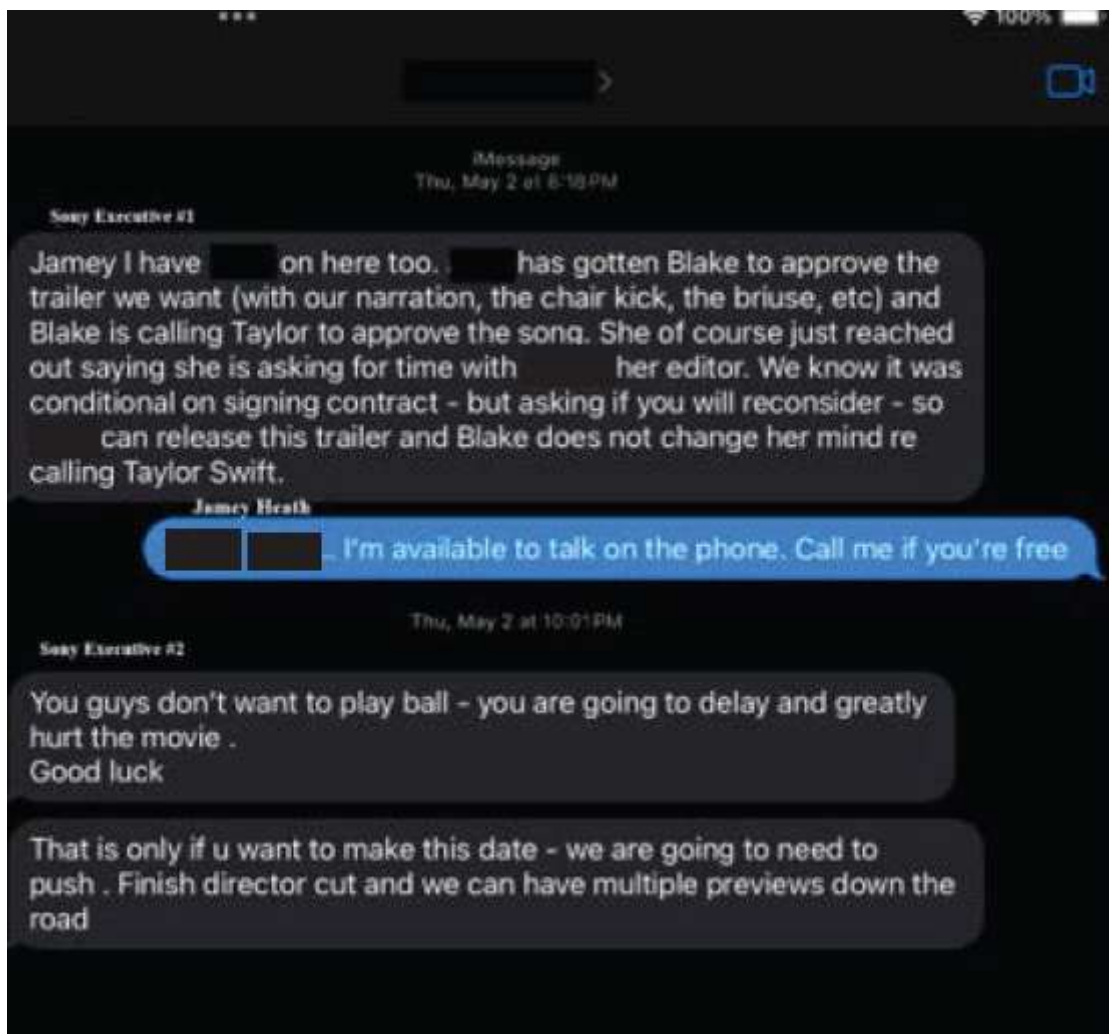 100%
iMessage
Thu, May 2 at 6:18 PM
Sony Executive #1
Jamey I have on here too. has gotten Blake to approve the
trailer we want (with our narration, the chair kick, the briuse, etc) and
Blake is calling Taylor to approve the song. She of course just reached
out saying she is asking for time with her editor. We know it was
conditional on signing contract - but asking if you will reconsider - so
can release this trailer and Blake does not change her mind re
calling Taylor Swift.
Jamey Heath
I'm available to talk on the phone. Call me if you're free
Thu, May 2 at 10:01 PM
Sony Executive #2
You guys don't want to play ball - you are going to delay and greatly
hurt the movie .
Good luck
That is only if u want to make this date - we are going to need to
push . Finish director cut and we can have multiple previews down the
road